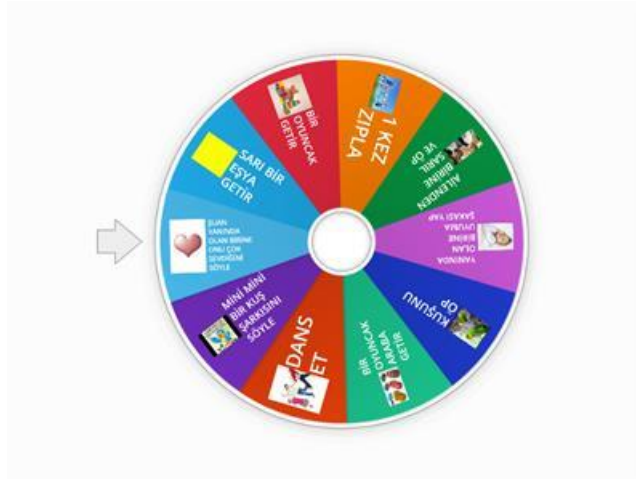 BİR
OYUNCAK
GETİR
1 KEZ
ZIPLA
AİLENDEN
BİRİNE
SARIL
VE ÖP
YANINDA
OLAN
BİRİNE
UYUMA
ŞAKASI YAP
KUŞUNU
ÖP
BİR
OYUNCAK
ARABA
GETİR
DANS
ET
MİNİ MİNİ
BİR KUŞ
ŞARKISINI
SÖYLE
ŞUAN
YANINDA
OLAN BİRİNE
ONU ÇOK
SEVDİĞİNİ
SÖYLE
SARI BİR
EŞYA
GETİR